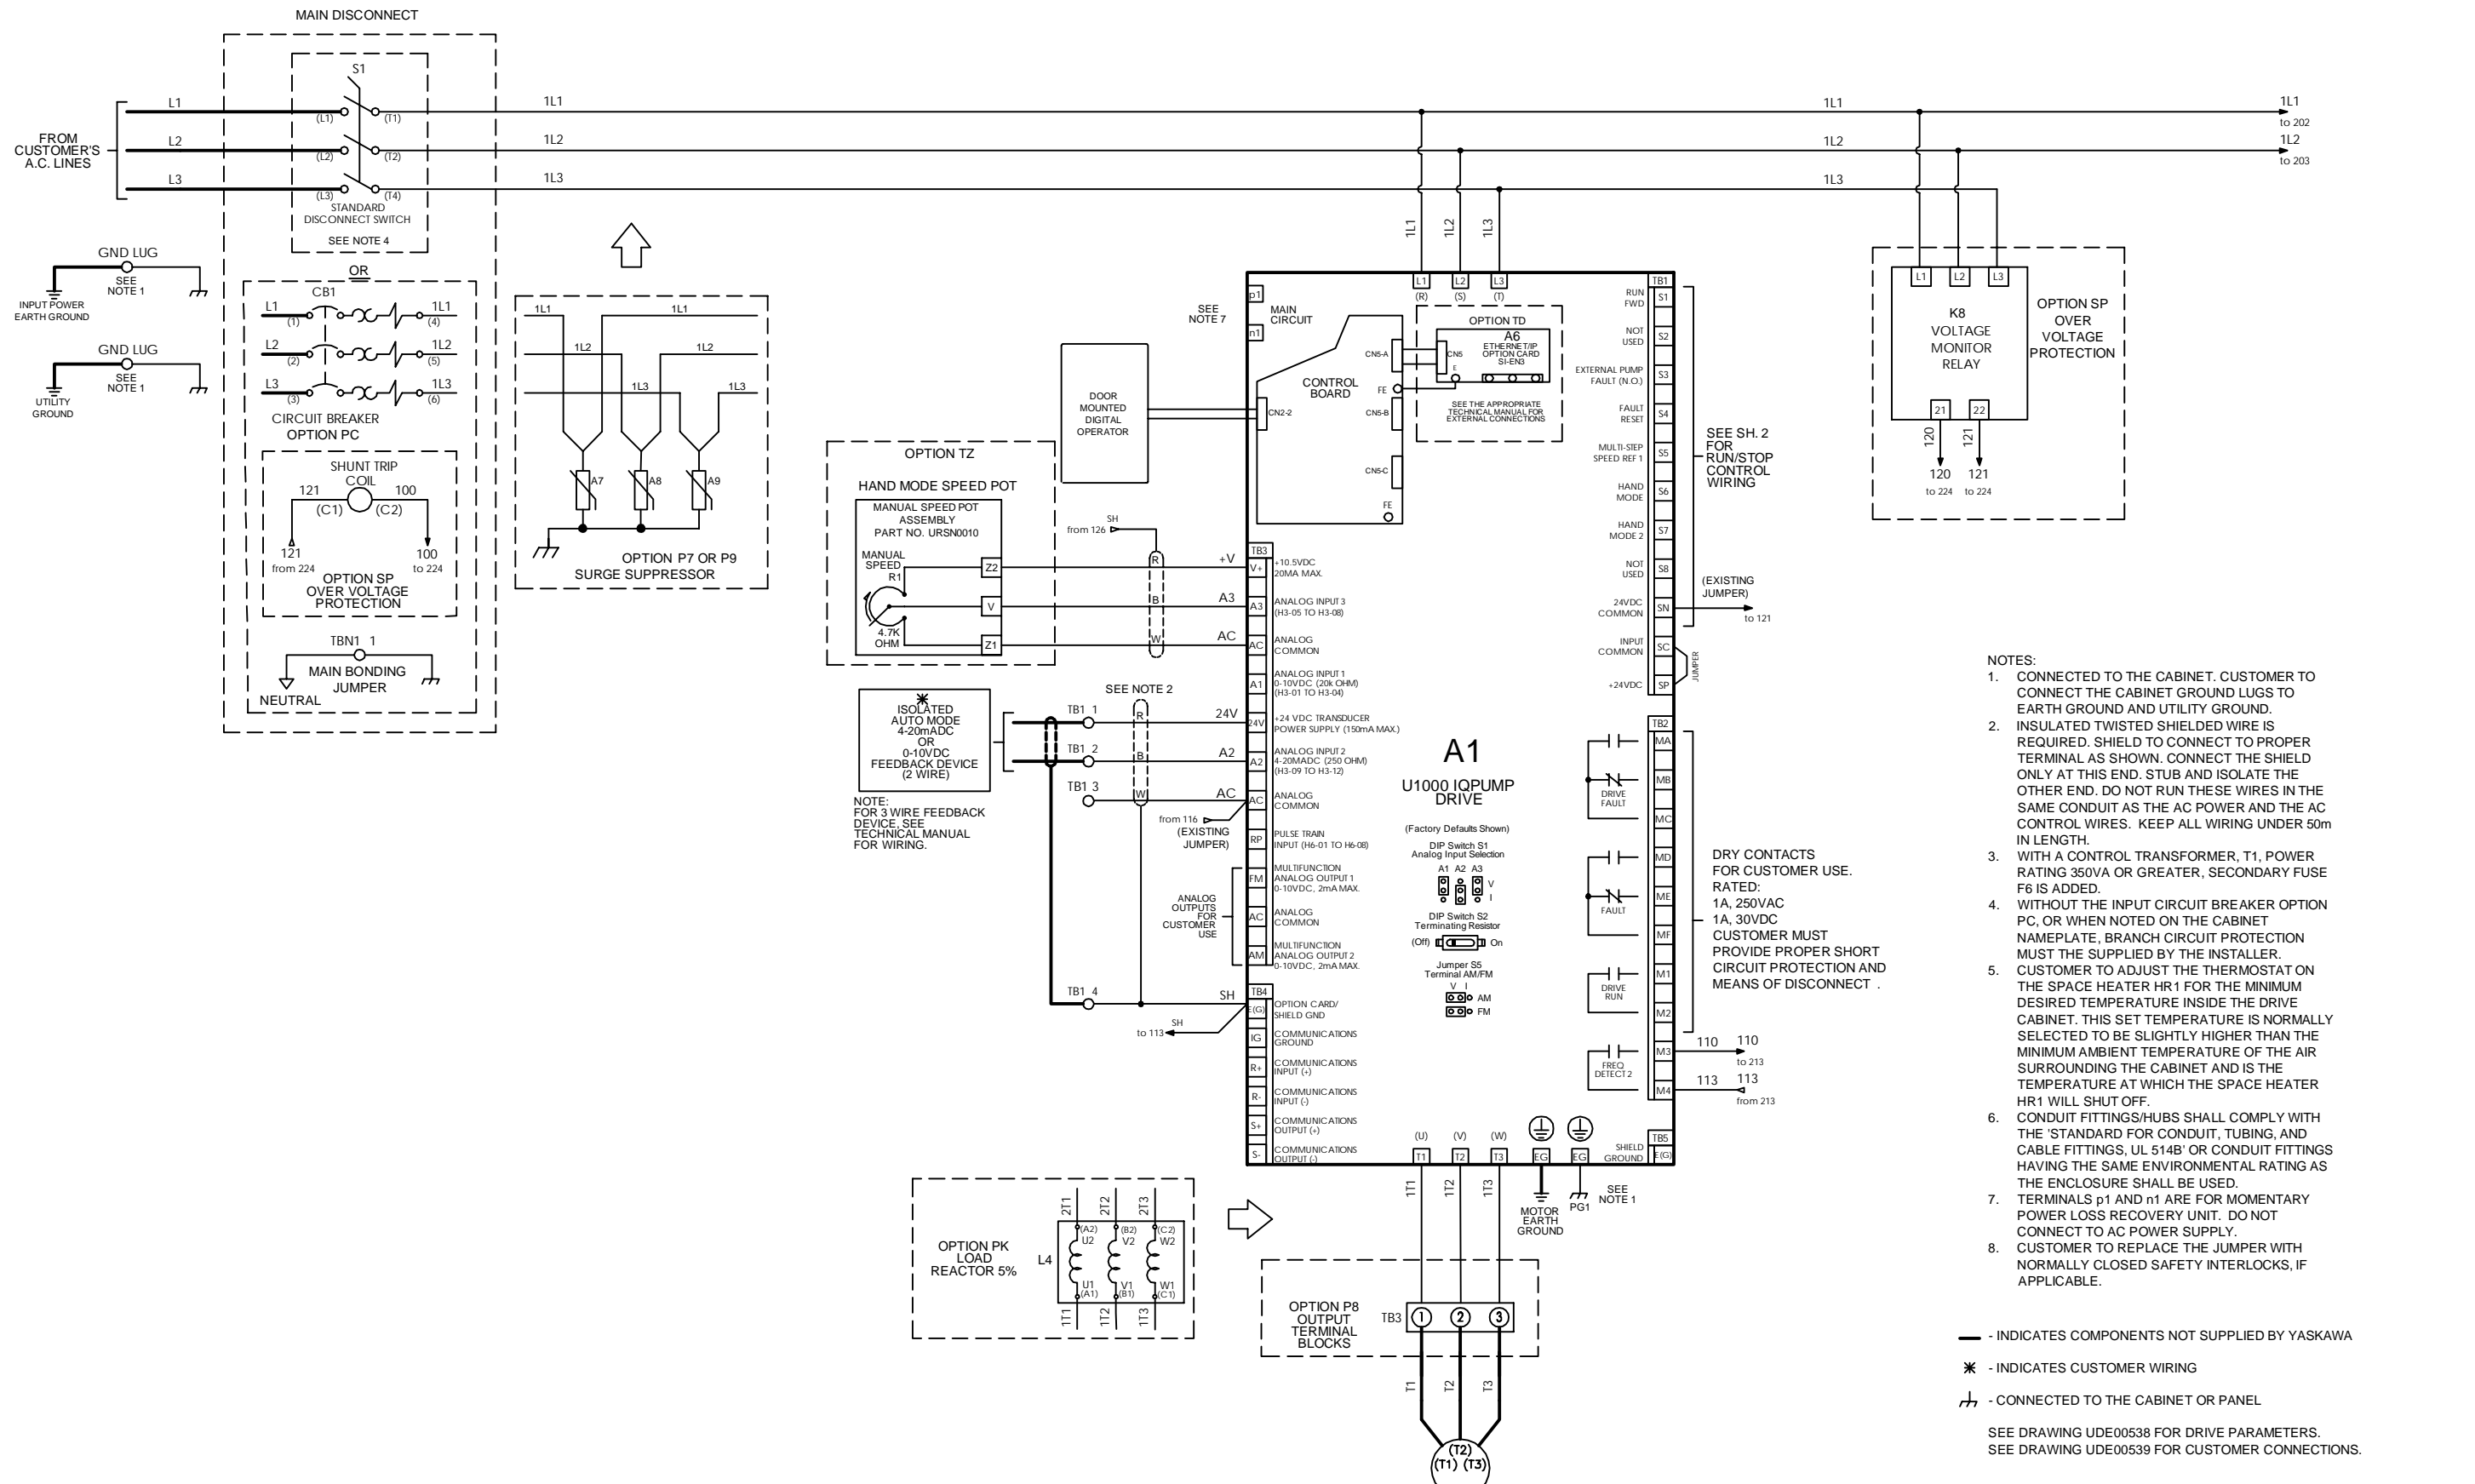 MAIN DISCONNECT
S1
L1
(L1)
(T1)
1L1
1L1
1L1
to 202
FROM
CUSTOMER'S
A.C. LINES
L2
(L2)
(T2)
1L2
1L2
1L2
to 203
L3
(L3)
(T4)
1L3
1L3
STANDARD
DISCONNECT SWITCH
SEE NOTE 4
GND LUG
SEE
NOTE 1
INPUT POWER
EARTH GROUND
GND LUG
SEE
NOTE 1
UTILITY
GROUND
OR
CB1
L1
(1)
1L1
(4)
L2
(2)
1L2
(5)
L3
(3)
1L3
(6)
CIRCUIT BREAKER
OPTION PC
SHUNT TRIP
COIL
121
100
(C1)
(C2)
121
from 224
100
to 224
OPTION SP
OVER VOLTAGE
PROTECTION
TBN1 1
MAIN BONDING
JUMPER
NEUTRAL
1L1
1L1
1L2
1L2
1L3
1L3
A7
A8
A9
OPTION P7 OR P9
SURGE SUPPRESSOR
DOOR
MOUNTED
DIGITAL
OPERATOR
OPTION TZ
HAND MODE SPEED POT
MANUAL SPEED POT
ASSEMBLY
PART NO. URSN0010
MANUAL
SPEED
R1
4.7K
OHM
Z2
V
Z1
SH
from 126
R
B
W
+V
A3
AC
✳
ISOLATED
AUTO MODE
4-20mADC
OR
0-10VDC
FEEDBACK DEVICE
(2 WIRE)
NOTE:
FOR 3 WIRE FEEDBACK
DEVICE, SEE
TECHNICAL MANUAL
FOR WIRING.
SEE NOTE 2
TB1 1
R
24V
TB1 2
B
A2
TB1 3
W
AC
from 116
(EXISTING
JUMPER)
ANALOG
OUTPUTS
FOR
CUSTOMER
USE
TB1 4
SH
SH
to 113
1L1
1L2
1L3
SEE
NOTE 7
p1
n1
MAIN
CIRCUIT
L1
L2
L3
(R)
(S)
(T)
CONTROL
BOARD
CN2-2
CN5-A
CN5-B
CN5-C
FE
FE
OPTION TD
A6
ETHERNET/IP
OPTION CARD
SI-EN3
CN5
E
SEE THE APPROPRIATE
TECHNICAL MANUAL FOR
EXTERNAL CONNECTIONS
TB3
V+
+10.5VDC
20MA MAX.
A3
ANALOG INPUT 3
(H3-05 TO H3-08)
AC
ANALOG
COMMON
A1
ANALOG INPUT 1
0-10VDC (20k OHM)
(H3-01 TO H3-04)
24V
+24 VDC TRANSDUCER
POWER SUPPLY (150mA MAX.)
A2
ANALOG INPUT 2
4-20MADC (250 OHM)
(H3-09 TO H3-12)
AC
ANALOG
COMMON
RP
PULSE TRAIN
INPUT (H6-01 TO H6-08)
FM
MULTIFUNCTION
ANALOG OUTPUT 1
0-10VDC, 2mA MAX.
AC
ANALOG
COMMON
AM
MULTIFUNCTION
ANALOG OUTPUT 2
0-10VDC, 2mA MAX.
TB4
E(G)
OPTION CARD/
SHIELD GND
IG
COMMUNICATIONS
GROUND
R+
COMMUNICATIONS
INPUT (+)
R-
COMMUNICATIONS
INPUT (-)
S+
COMMUNICATIONS
OUTPUT (+)
S-
COMMUNICATIONS
OUTPUT (-)
A1
U1000 IQPUMP
DRIVE
(Factory Defaults Shown)
DIP Switch S1
Analog Input Selection
A1 A2 A3
V
I
DIP Switch S2
Terminating Resistor
(Off)
On
Jumper S5
Terminal AM/FM
V I
AM
FM
TB1
RUN
FWD
S1
NOT
USED
S2
EXTERNAL PUMP
FAULT (N.O.)
S3
FAULT
RESET
S4
MULTI-STEP
SPEED REF 1
S5
HAND
MODE
S6
HAND
MODE 2
S7
NOT
USED
S8
24VDC
COMMON
SN
INPUT
COMMON
SC
+24VDC
SP
JUMPER
SEE SH. 2
FOR
RUN/STOP
CONTROL
WIRING
(EXISTING
JUMPER)
to 121
TB2
MA
MB
DRIVE
FAULT
MC
MD
ME
FAULT
MF
M1
DRIVE
RUN
M2
M3
FREQ
DETECT 2
M4
DRY CONTACTS
FOR CUSTOMER USE.
RATED:
1A, 250VAC
1A, 30VDC
CUSTOMER MUST
PROVIDE PROPER SHORT
CIRCUIT PROTECTION AND
MEANS OF DISCONNECT .
110
110
to 213
113
113
from 213
TB5
SHIELD
GROUND
E(G)
(U)
(V)
(W)
T1
T2
T3
EG
EG
1T1
1T2
1T3
MOTOR
EARTH
GROUND
PG1
SEE
NOTE 1
OPTION PK
LOAD
REACTOR 5%
L4
2T1
2T2
2T3
(A2)
(B2)
(C2)
U2
V2
W2
U1
V1
W1
(A1)
(B1)
(C1)
1T1
1T2
1T3
OPTION P8
OUTPUT
TERMINAL
BLOCKS
TB3
1
2
3
T1
T2
T3
(T2)
(T1) (T3)
L1
L2
L3
K8
VOLTAGE
MONITOR
RELAY
21
22
120
121
120
121
to 224
to 224
OPTION SP
OVER
VOLTAGE
PROTECTION
NOTES:
1. CONNECTED TO THE CABINET. CUSTOMER TO
CONNECT THE CABINET GROUND LUGS TO
EARTH GROUND AND UTILITY GROUND.
2. INSULATED TWISTED SHIELDED WIRE IS
REQUIRED. SHIELD TO CONNECT TO PROPER
TERMINAL AS SHOWN. CONNECT THE SHIELD
ONLY AT THIS END. STUB AND ISOLATE THE
OTHER END. DO NOT RUN THESE WIRES IN THE
SAME CONDUIT AS THE AC POWER AND THE AC
CONTROL WIRES. KEEP ALL WIRING UNDER 50m
IN LENGTH.
3. WITH A CONTROL TRANSFORMER, T1, POWER
RATING 350VA OR GREATER, SECONDARY FUSE
F6 IS ADDED.
4. WITHOUT THE INPUT CIRCUIT BREAKER OPTION
PC, OR WHEN NOTED ON THE CABINET
NAMEPLATE, BRANCH CIRCUIT PROTECTION
MUST THE SUPPLIED BY THE INSTALLER.
5. CUSTOMER TO ADJUST THE THERMOSTAT ON
THE SPACE HEATER HR1 FOR THE MINIMUM
DESIRED TEMPERATURE INSIDE THE DRIVE
CABINET. THIS SET TEMPERATURE IS NORMALLY
SELECTED TO BE SLIGHTLY HIGHER THAN THE
MINIMUM AMBIENT TEMPERATURE OF THE AIR
SURROUNDING THE CABINET AND IS THE
TEMPERATURE AT WHICH THE SPACE HEATER
HR1 WILL SHUT OFF.
6. CONDUIT FITTINGS/HUBS SHALL COMPLY WITH
THE 'STANDARD FOR CONDUIT, TUBING, AND
CABLE FITTINGS, UL 514B' OR CONDUIT FITTINGS
HAVING THE SAME ENVIRONMENTAL RATING AS
THE ENCLOSURE SHALL BE USED.
7. TERMINALS p1 AND n1 ARE FOR MOMENTARY
POWER LOSS RECOVERY UNIT. DO NOT
CONNECT TO AC POWER SUPPLY.
8. CUSTOMER TO REPLACE THE JUMPER WITH
NORMALLY CLOSED SAFETY INTERLOCKS, IF
APPLICABLE.
- INDICATES COMPONENTS NOT SUPPLIED BY YASKAWA
✳ - INDICATES CUSTOMER WIRING
- CONNECTED TO THE CABINET OR PANEL
SEE DRAWING UDE00538 FOR DRIVE PARAMETERS.
SEE DRAWING UDE00539 FOR CUSTOMER CONNECTIONS.